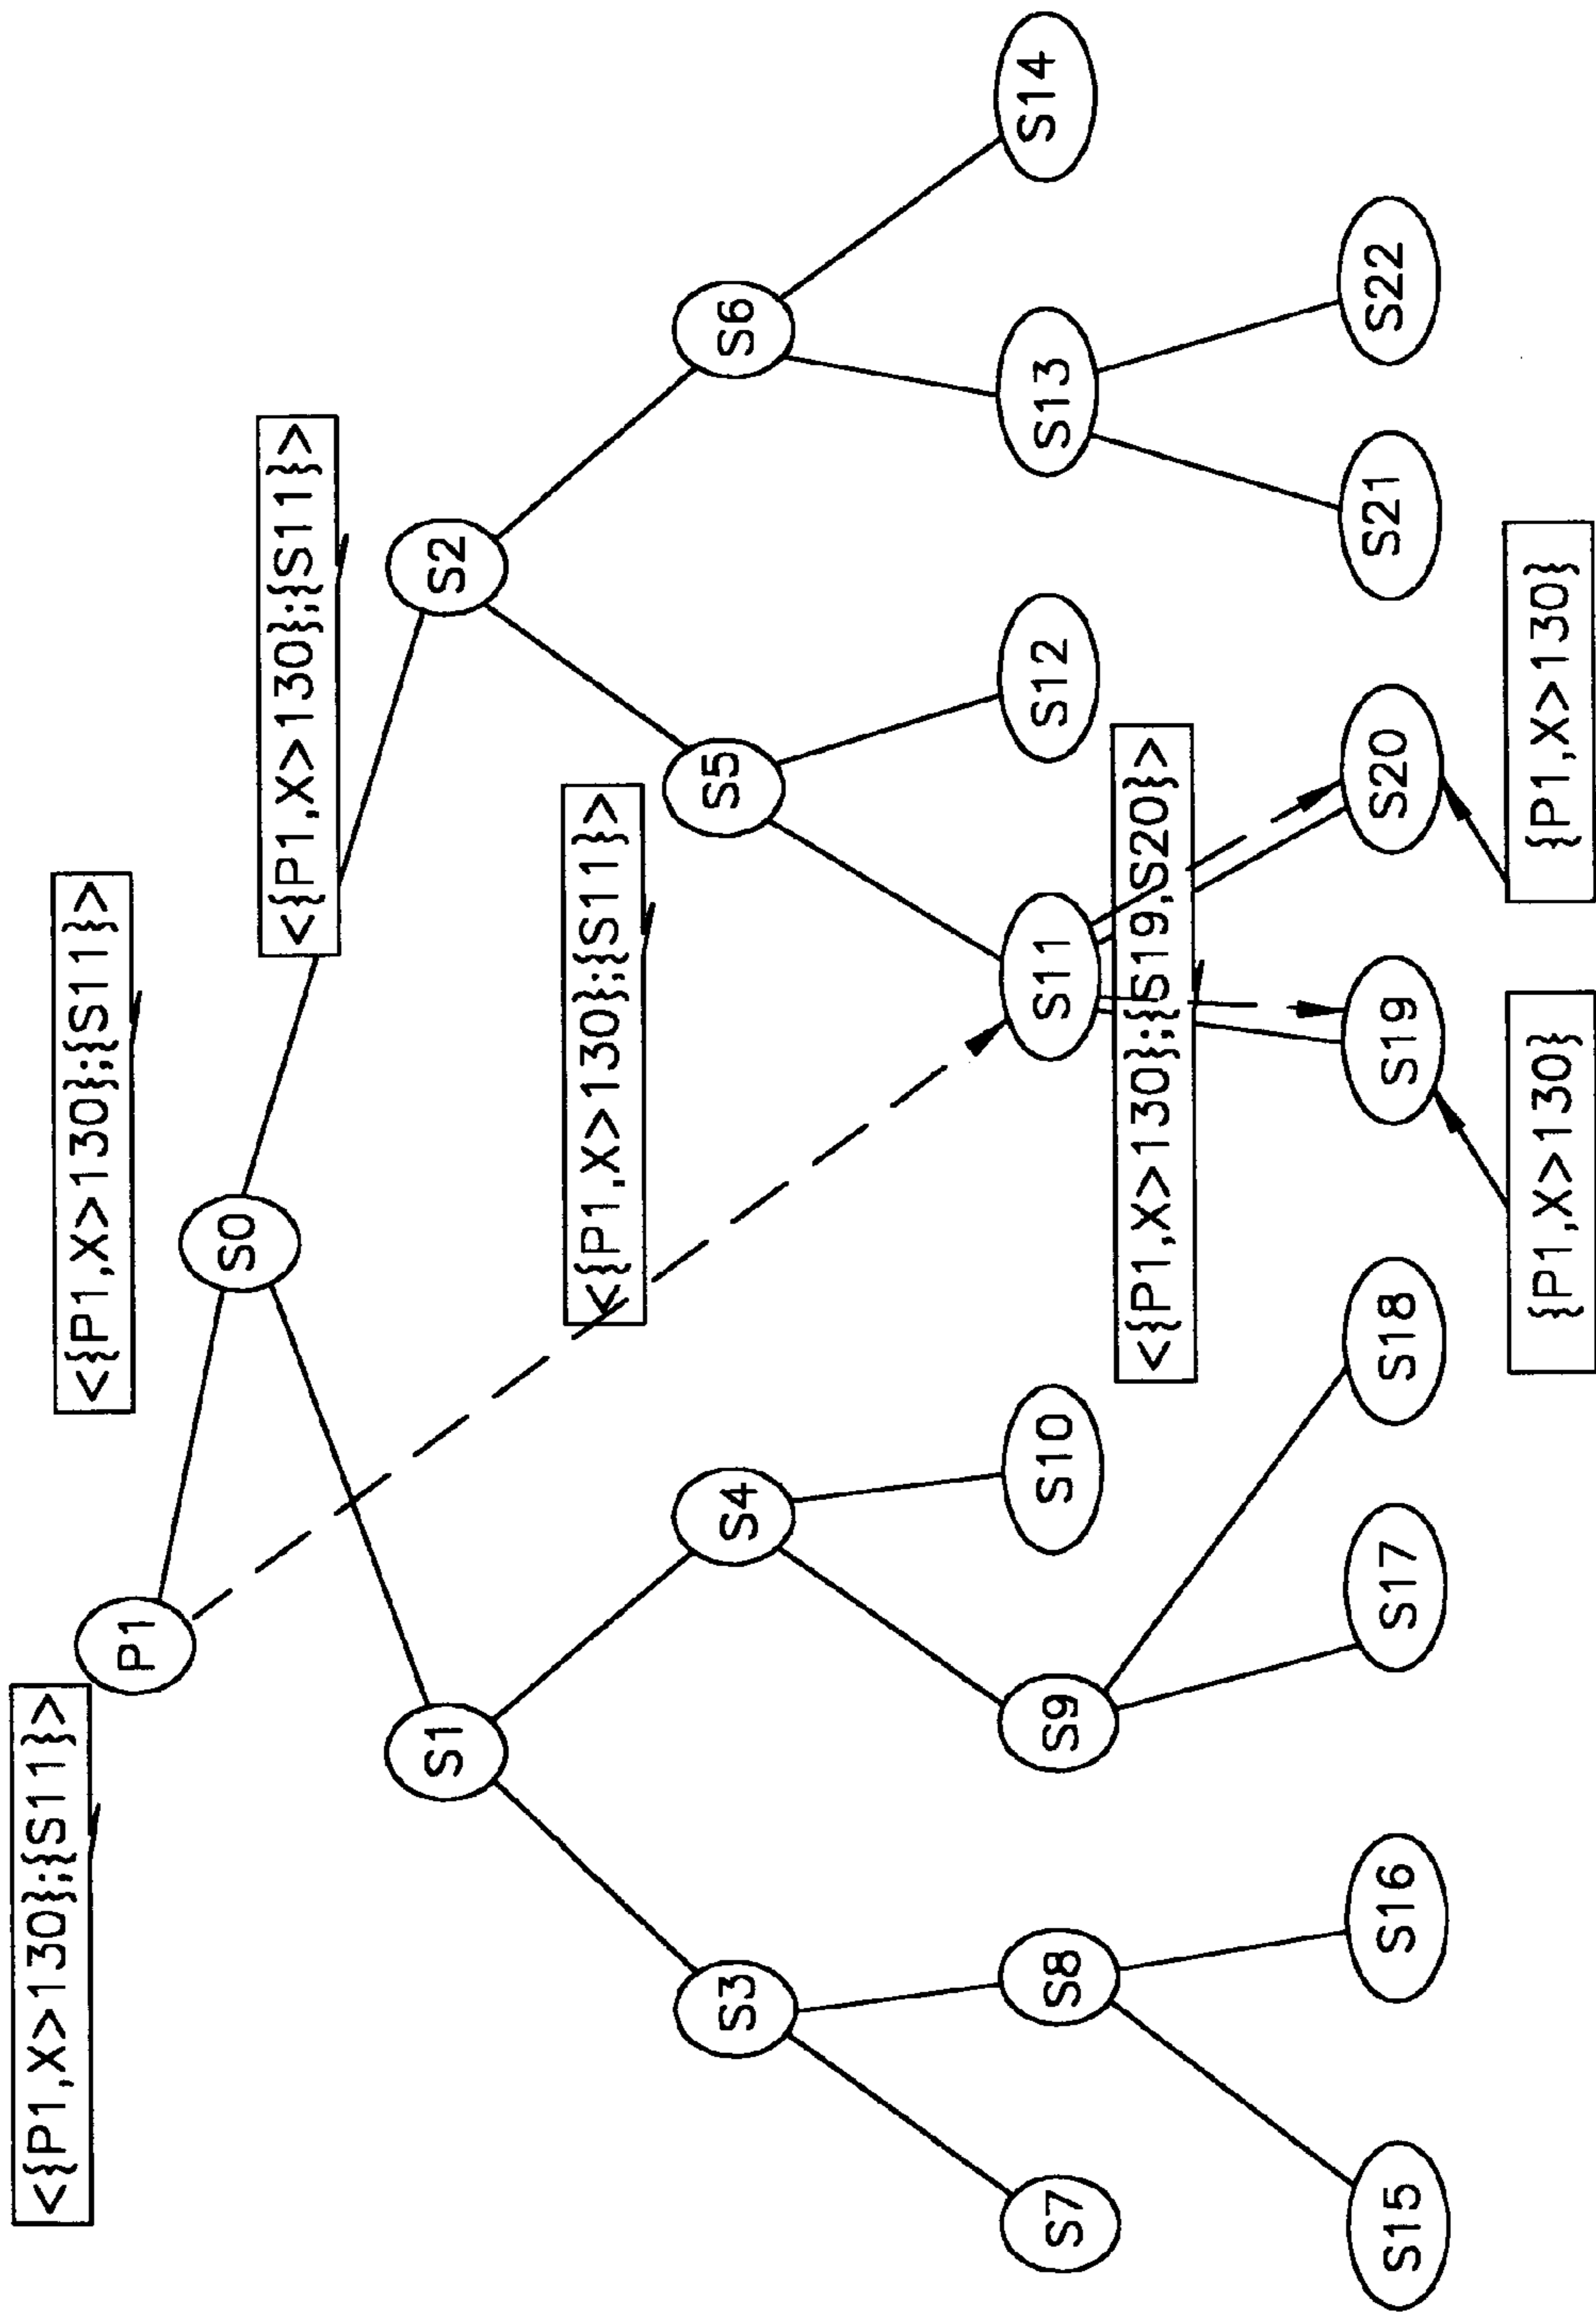 <{P1,X>130};{S11}>
<{P1,X>130};{S11}>
P1
S0
<{P1,X>130};{S11}>
S1
S2
<{P1,X>130};{S11}>
S3
S4
S5
S6
S7
S8
S9
S10
S11
S12
S13
S14
<{P1,X>130};{S19,S20}>
S15
S16
S17
S18
S19
S20
S21
S22
{P1,X>130}
{P1,X>130}